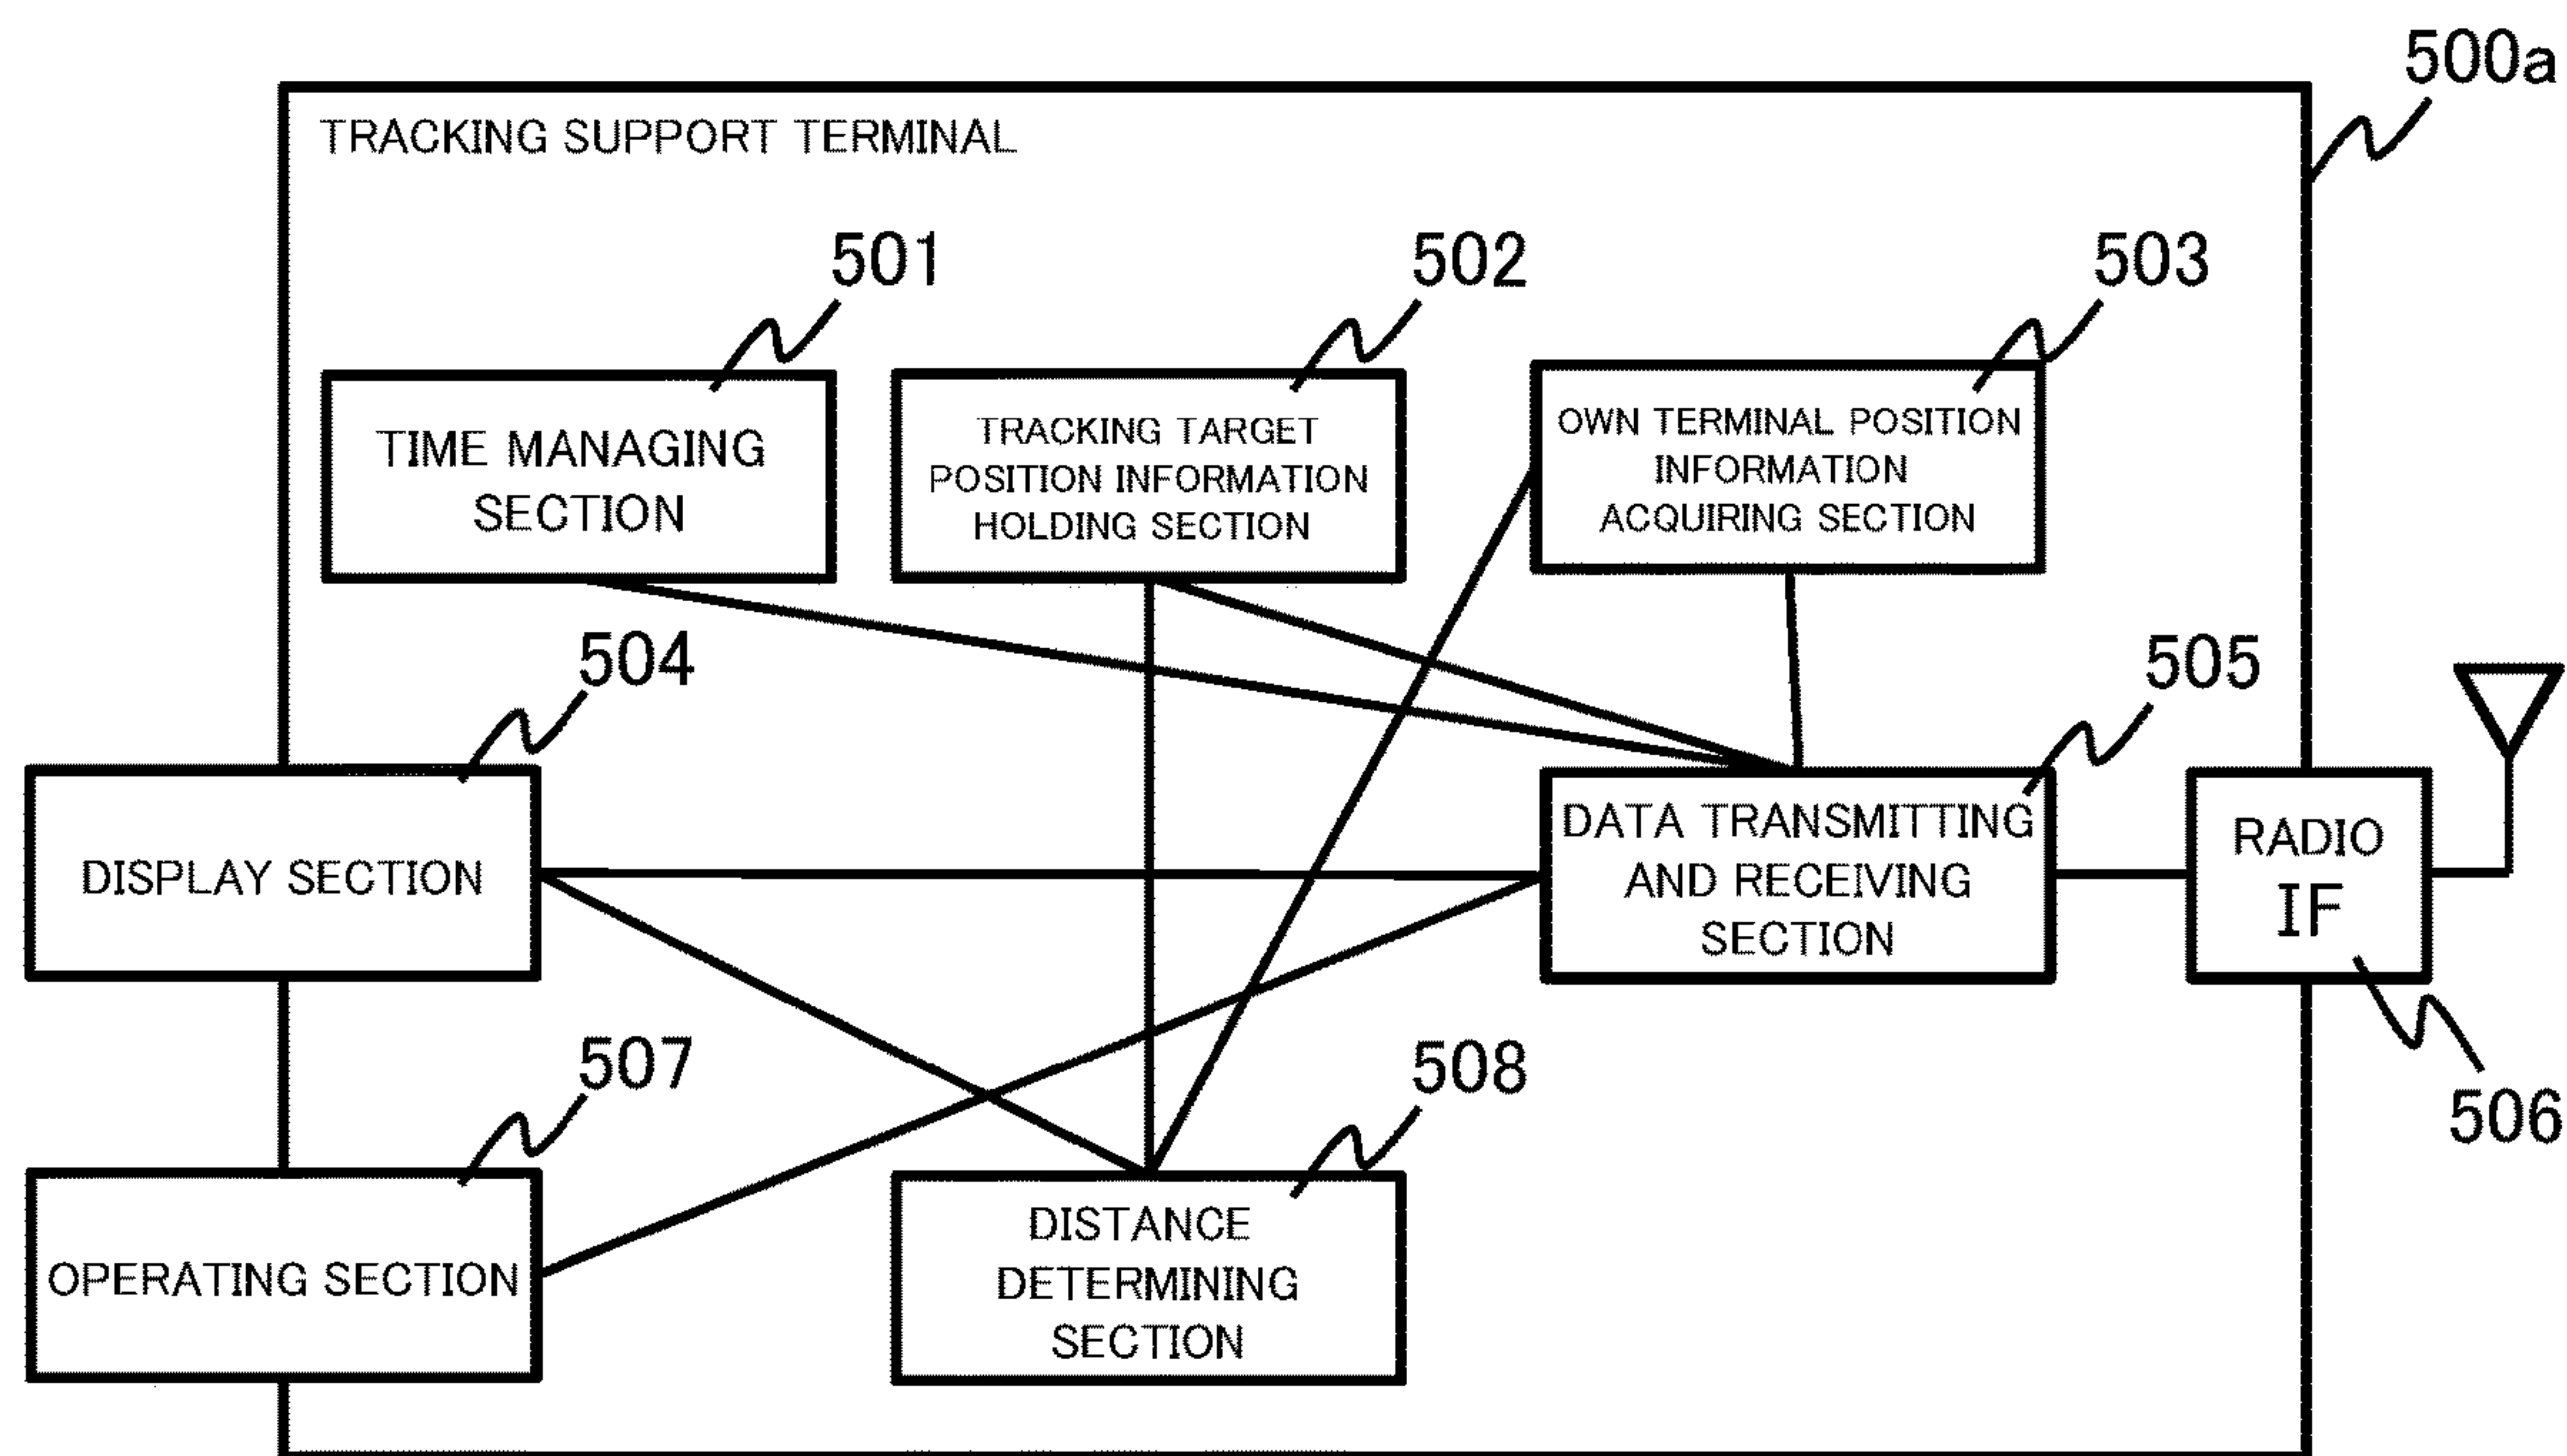 500a
TRACKING SUPPORT TERMINAL
501
502
503
TIME MANAGING
SECTION
TRACKING TARGET
POSITION INFORMATION
HOLDING SECTION
OWN TERMINAL POSITION
INFORMATION
ACQUIRING SECTION
504
505
DISPLAY SECTION
DATA TRANSMITTING
AND RECEIVING
SECTION
RADIO
IF
506
507
508
OPERATING SECTION
DISTANCE
DETERMINING
SECTION